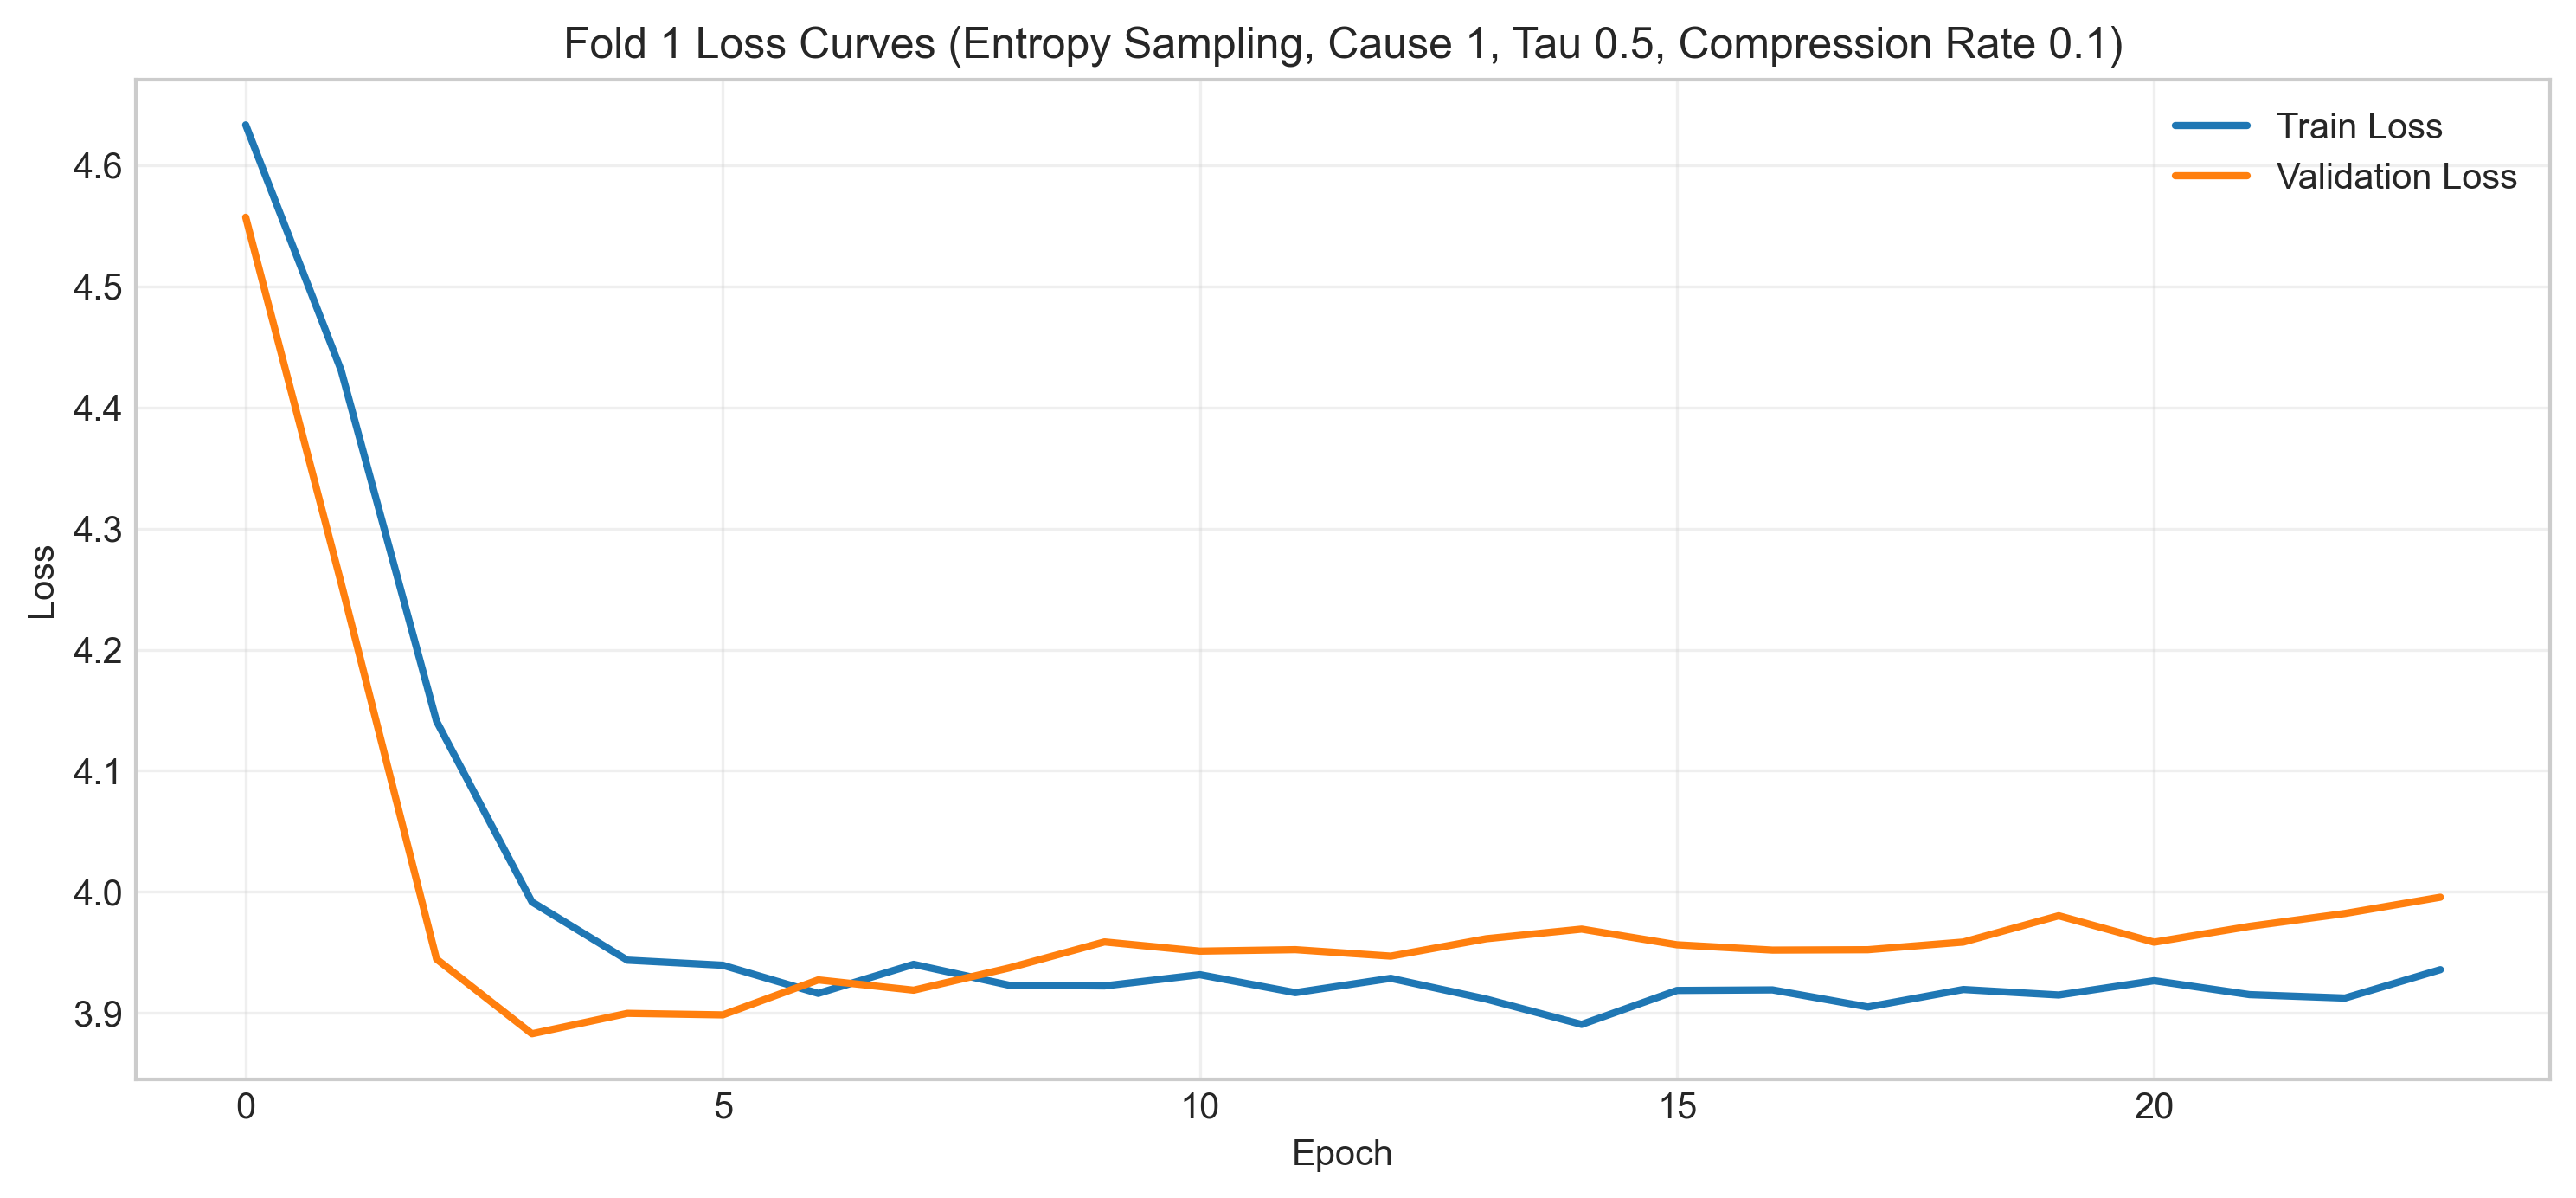 Fold 1 Loss Curves (Entropy Sampling, Cause 1, Tau 0.5, Compression Rate 0.1)
Train Loss
Validation Loss
4.6
4.5
4.4
4.3
4.2
4.1
4.0
3.9
Loss
0 5 10 15 20
Epoch